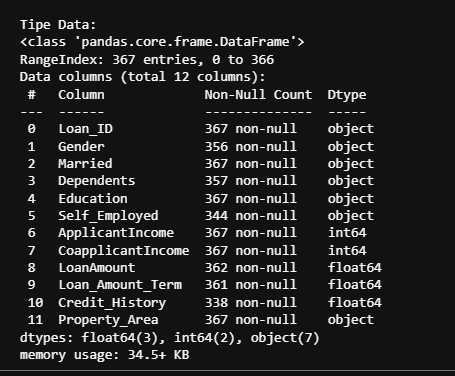 Tipe Data:
<class 'pandas.core.frame.DataFrame'>
RangeIndex: 367 entries, 0 to 366
Data columns (total 12 columns):
 #   Column             Non-Null Count  Dtype
---  ------             --------------  -----
 0   Loan_ID            367 non-null    object
 1   Gender             356 non-null    object
 2   Married            367 non-null    object
 3   Dependents         357 non-null    object
 4   Education          367 non-null    object
 5   Self_Employed      344 non-null    object
 6   ApplicantIncome    367 non-null    int64
 7   CoapplicantIncome  367 non-null    int64
 8   LoanAmount         362 non-null    float64
 9   Loan_Amount_Term   361 non-null    float64
 10  Credit_History     338 non-null    float64
 11  Property_Area      367 non-null    object
dtypes: float64(3), int64(2), object(7)
memory usage: 34.5+ KB